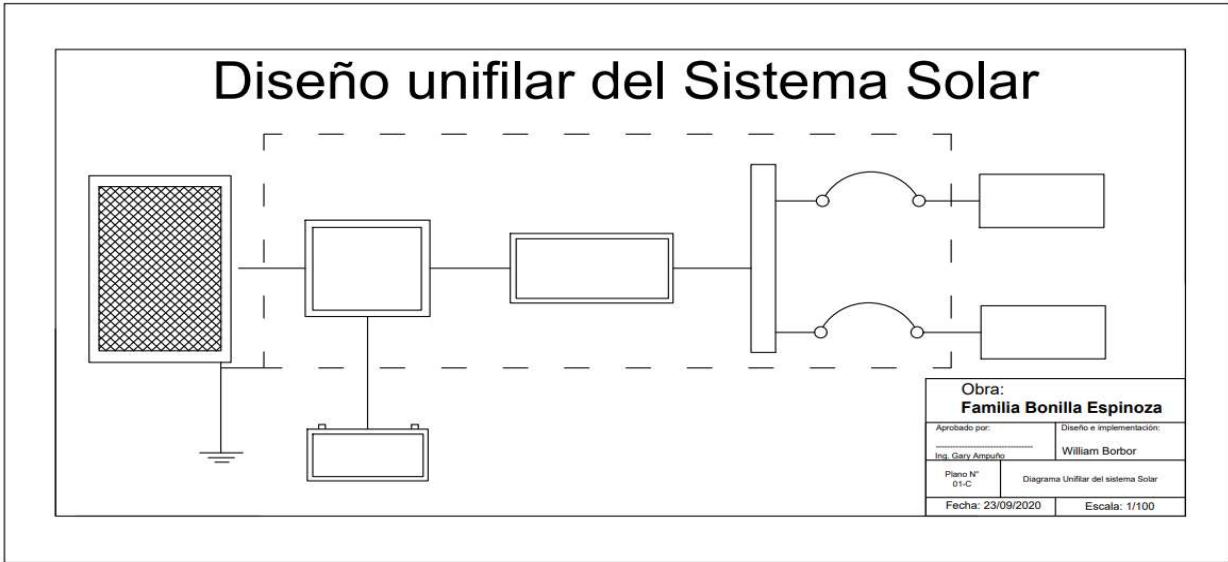 Diseño unifilar del Sistema Solar
Obra:
Familia Bonilla Espinoza
Aprobado por:
Ing. Gary Ampuño
Diseño e implementación:
William Borbor
Plano N°
01-C
Diagrama Unifilar del sistema Solar
Fecha: 23/09/2020
Escala: 1/100